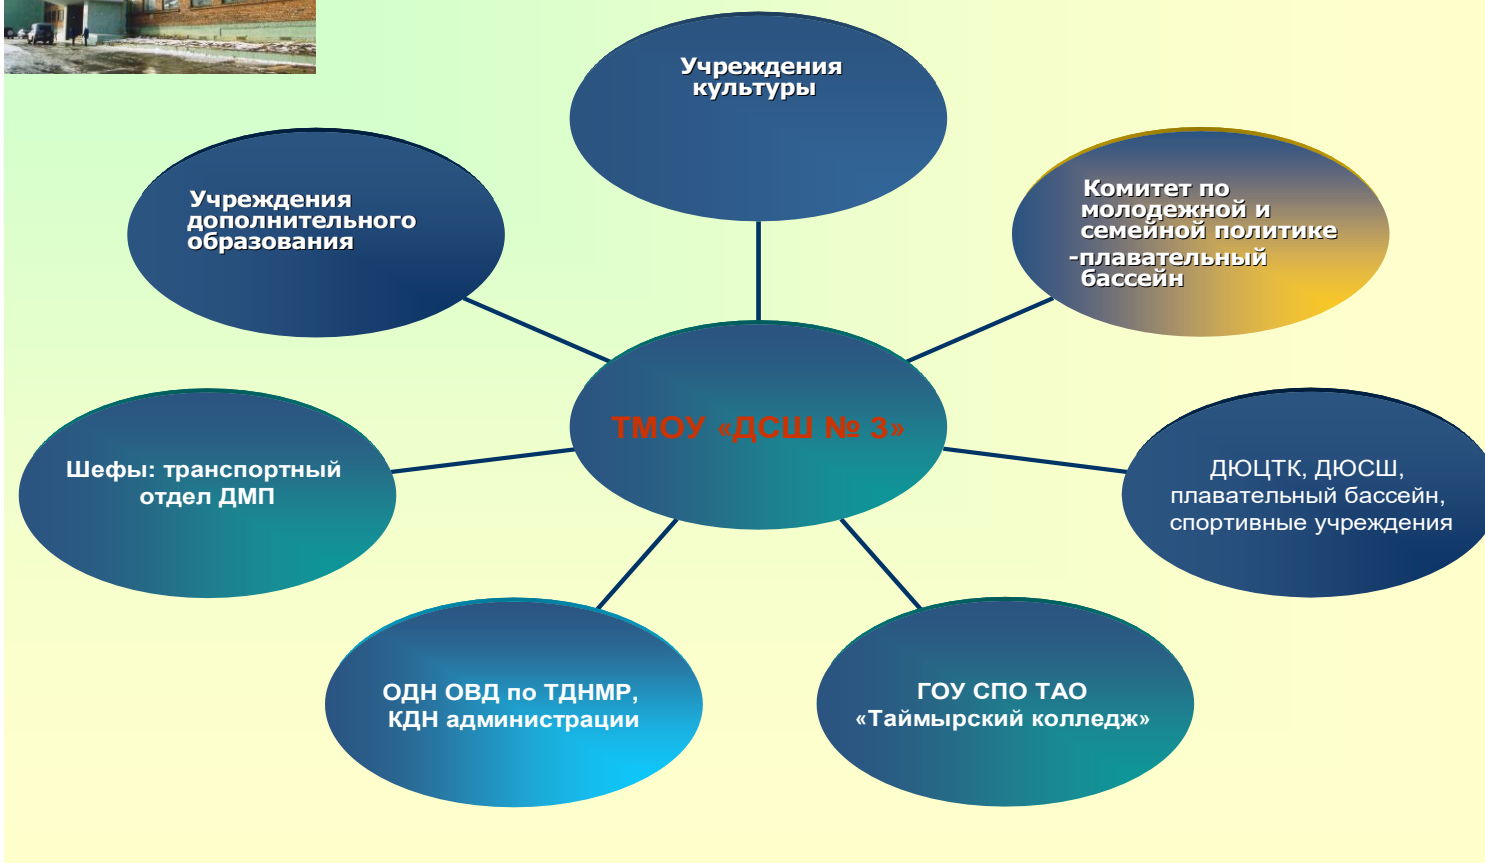 Учреждения
культуры
Учреждения
дополнительного
образования
Комитет по
молодежной и
семейной политике
-плавательный
бассейн
ТМОУ «ДСШ № 3»
Шефы: транспортный
отдел ДМП
ДЮЦТК, ДЮСШ,
плавательный бассейн,
спортивные учреждения
ОДН ОВД по ТДНМР,
КДН администрации
ГОУ СПО ТАО
«Таймырский колледж»